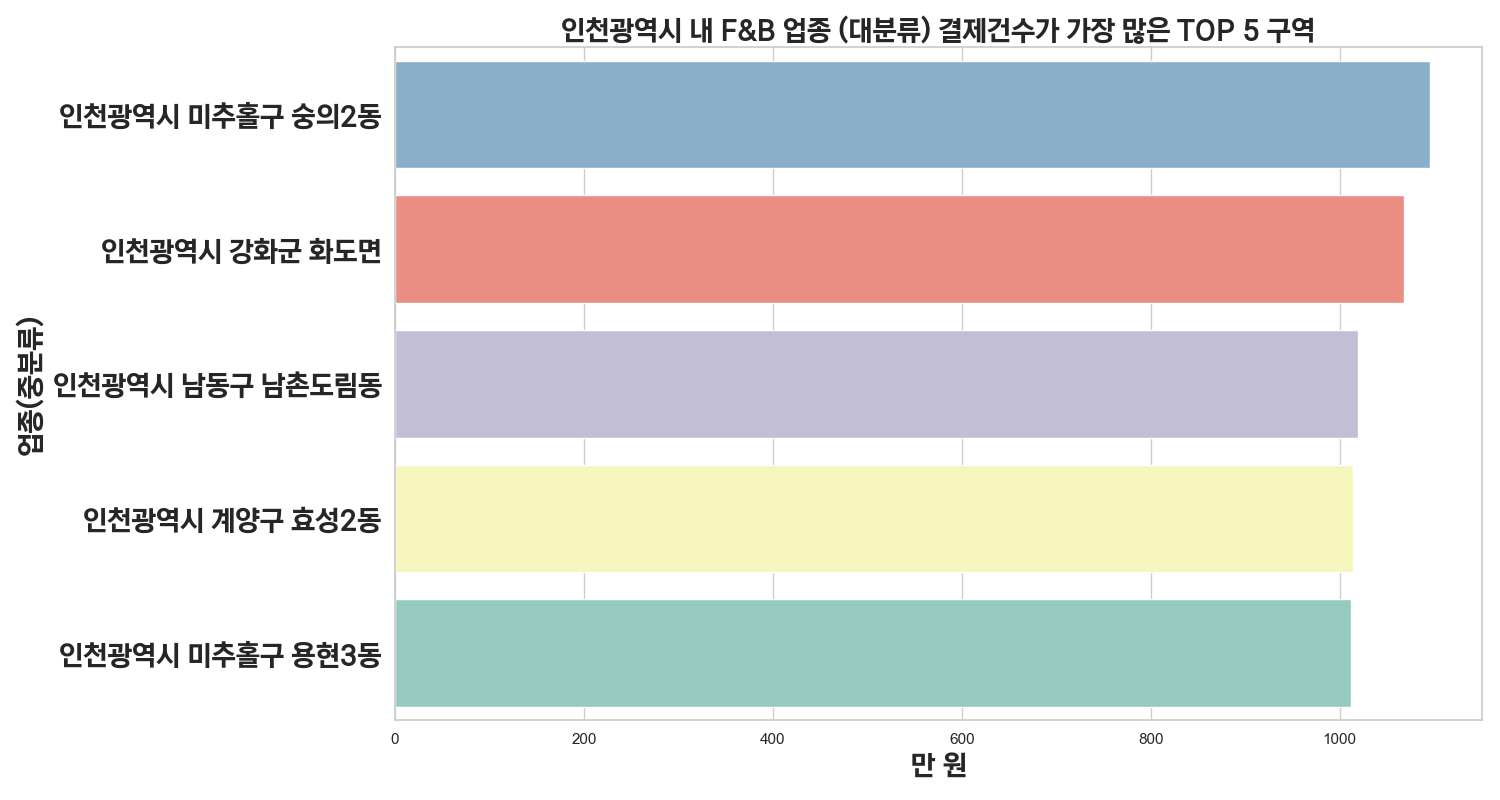 인천광역시 내 F&B 업종 (대분류) 결제건수가 가장 많은 TOP 5 구역
업종(중분류)
인천광역시 미추홀구 숭의2동
인천광역시 강화군 화도면
인천광역시 남동구 남촌도림동
인천광역시 계양구 효성2동
인천광역시 미추홀구 용현3동
0 200 400 600 800 1000
만 원